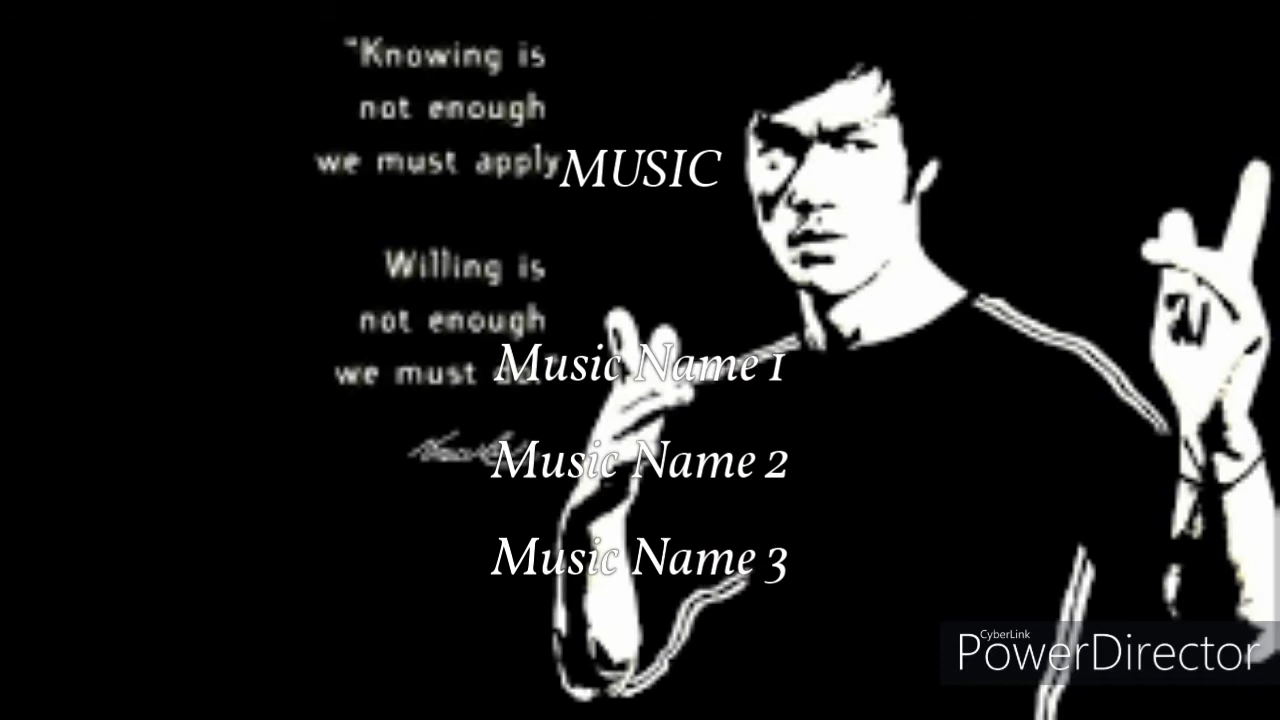 "Knowing is
not enough
we must apply
MUSIC
Willing is
not enough
we must
Music Name 1
Music Name 2
Music Name 3
CyberLink
PowerDirector